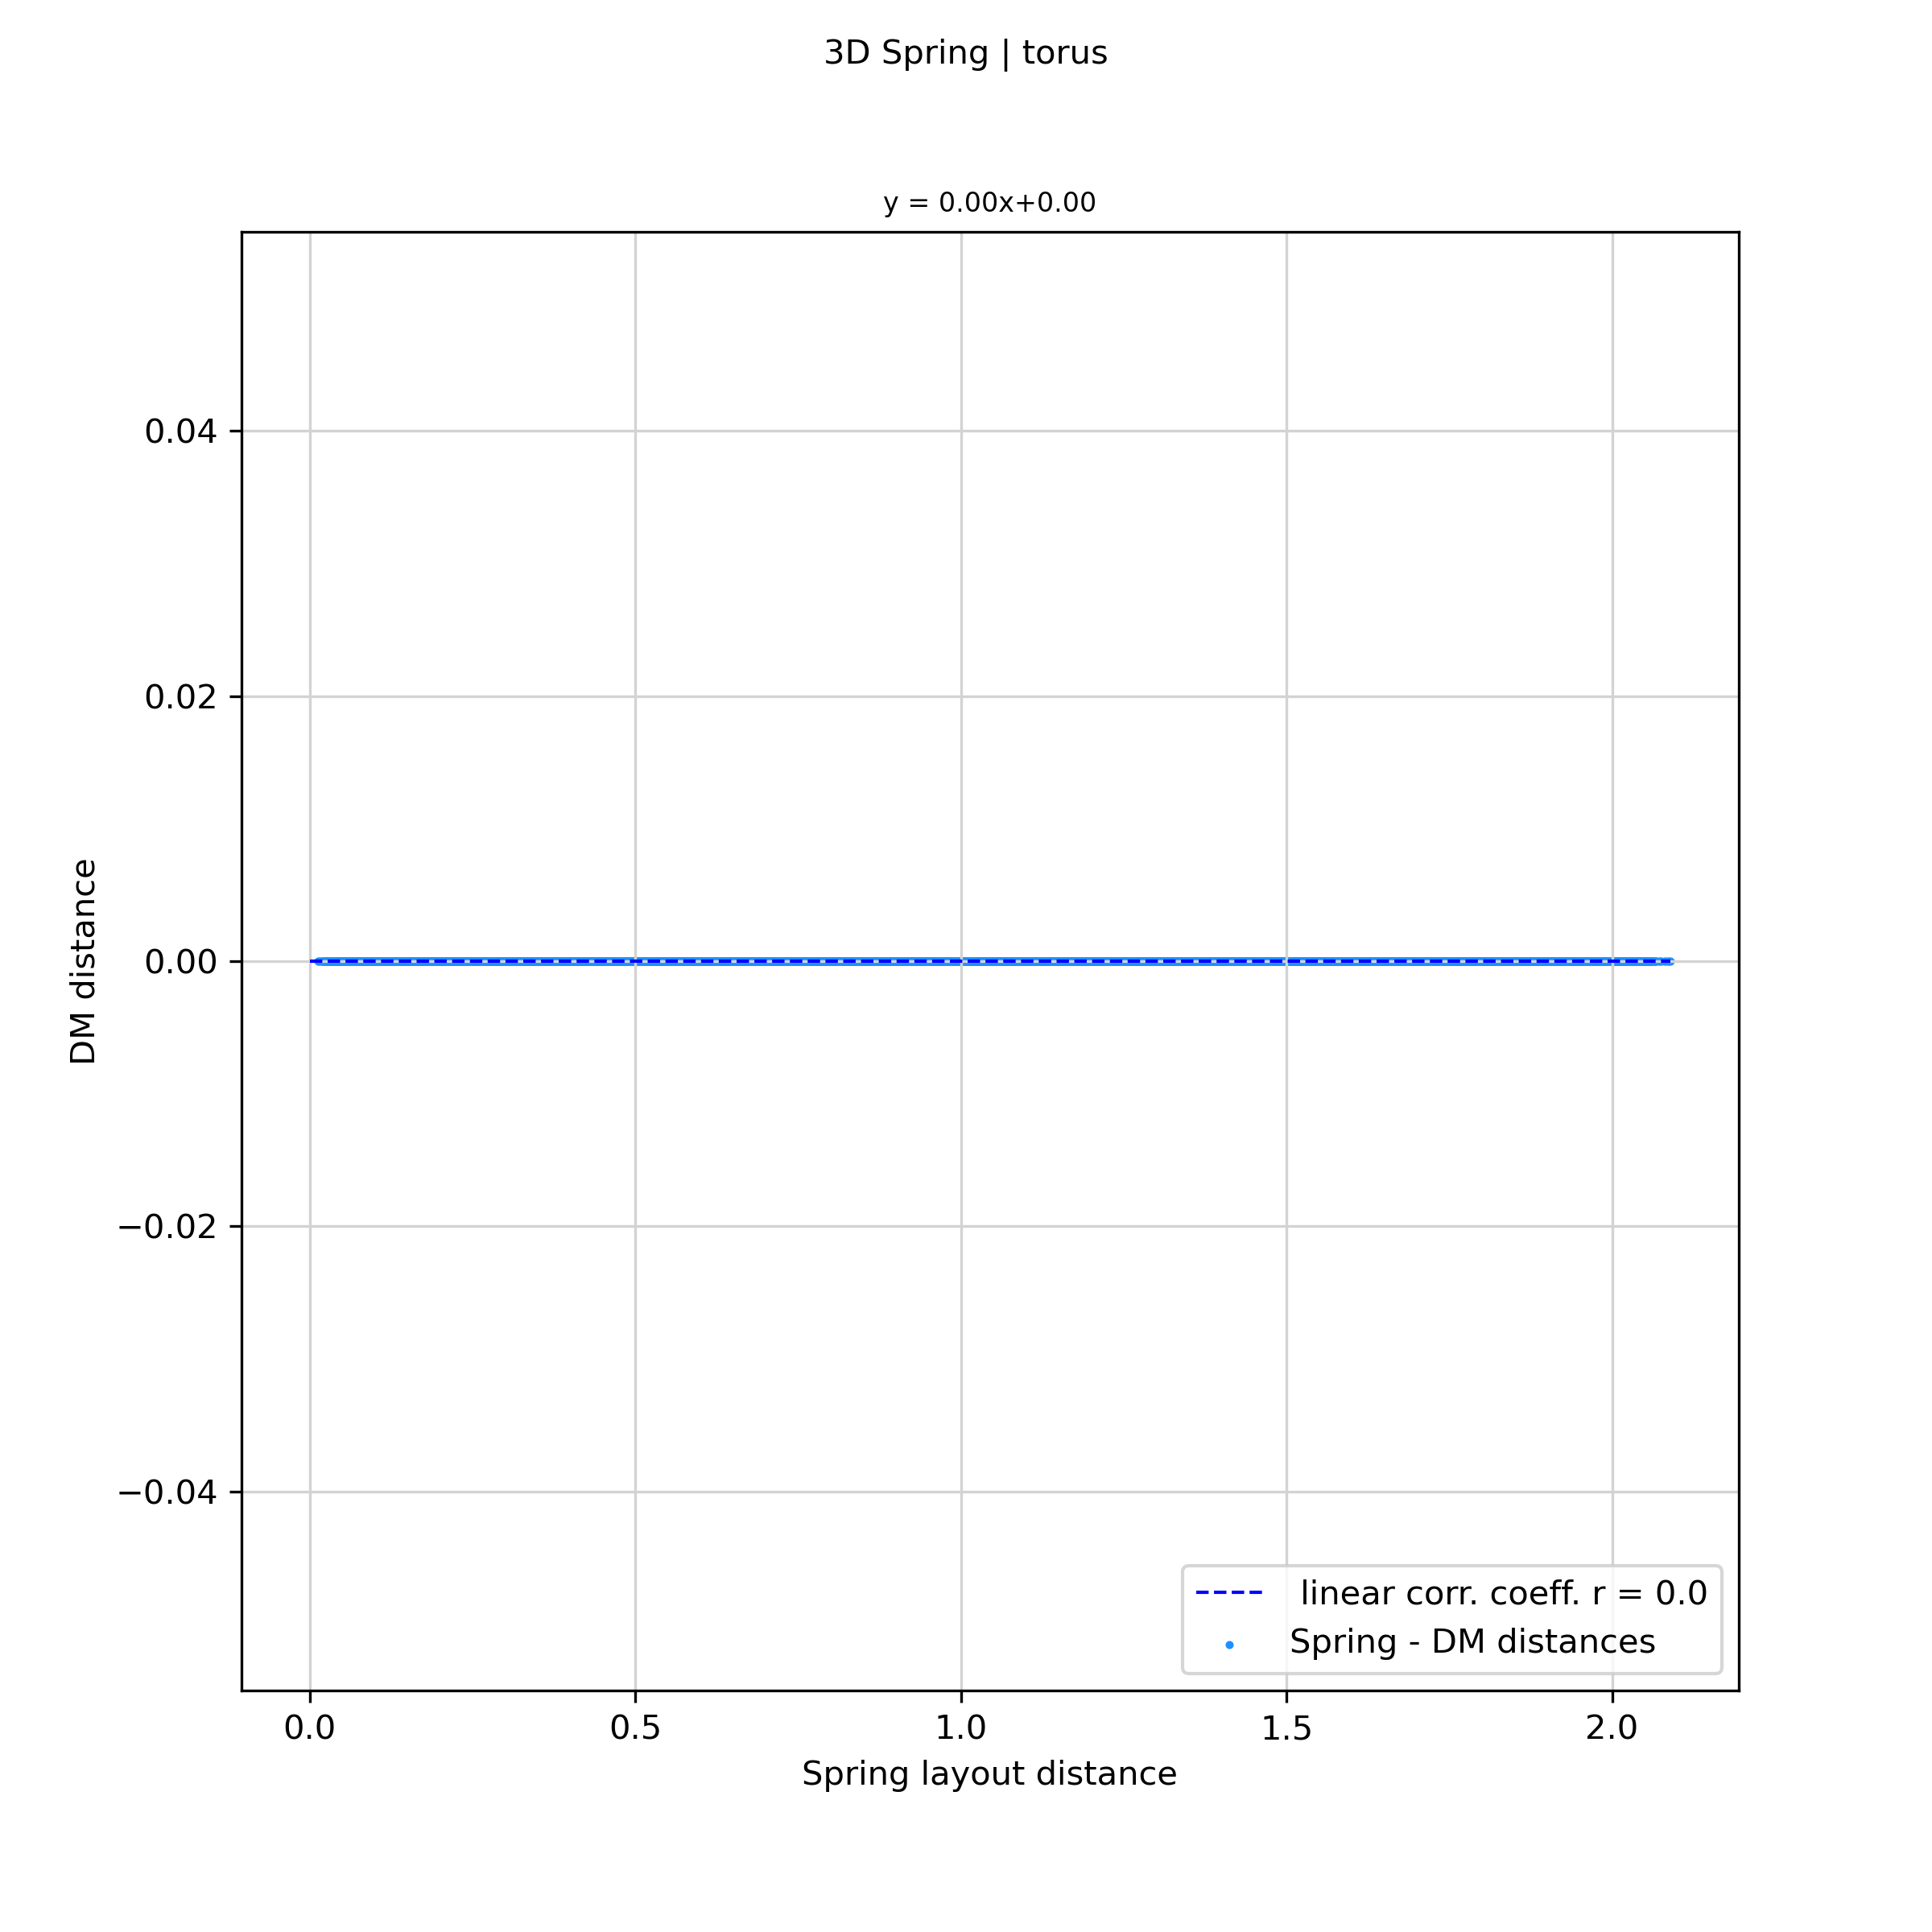 3D Spring | torus
y = 0.00x+0.00
0.04
0.02
0.00
−0.02
−0.04
DM distance
linear corr. coeff. r = 0.0
Spring - DM distances
0.0 0.5 1.0 1.5 2.0
Spring layout distance